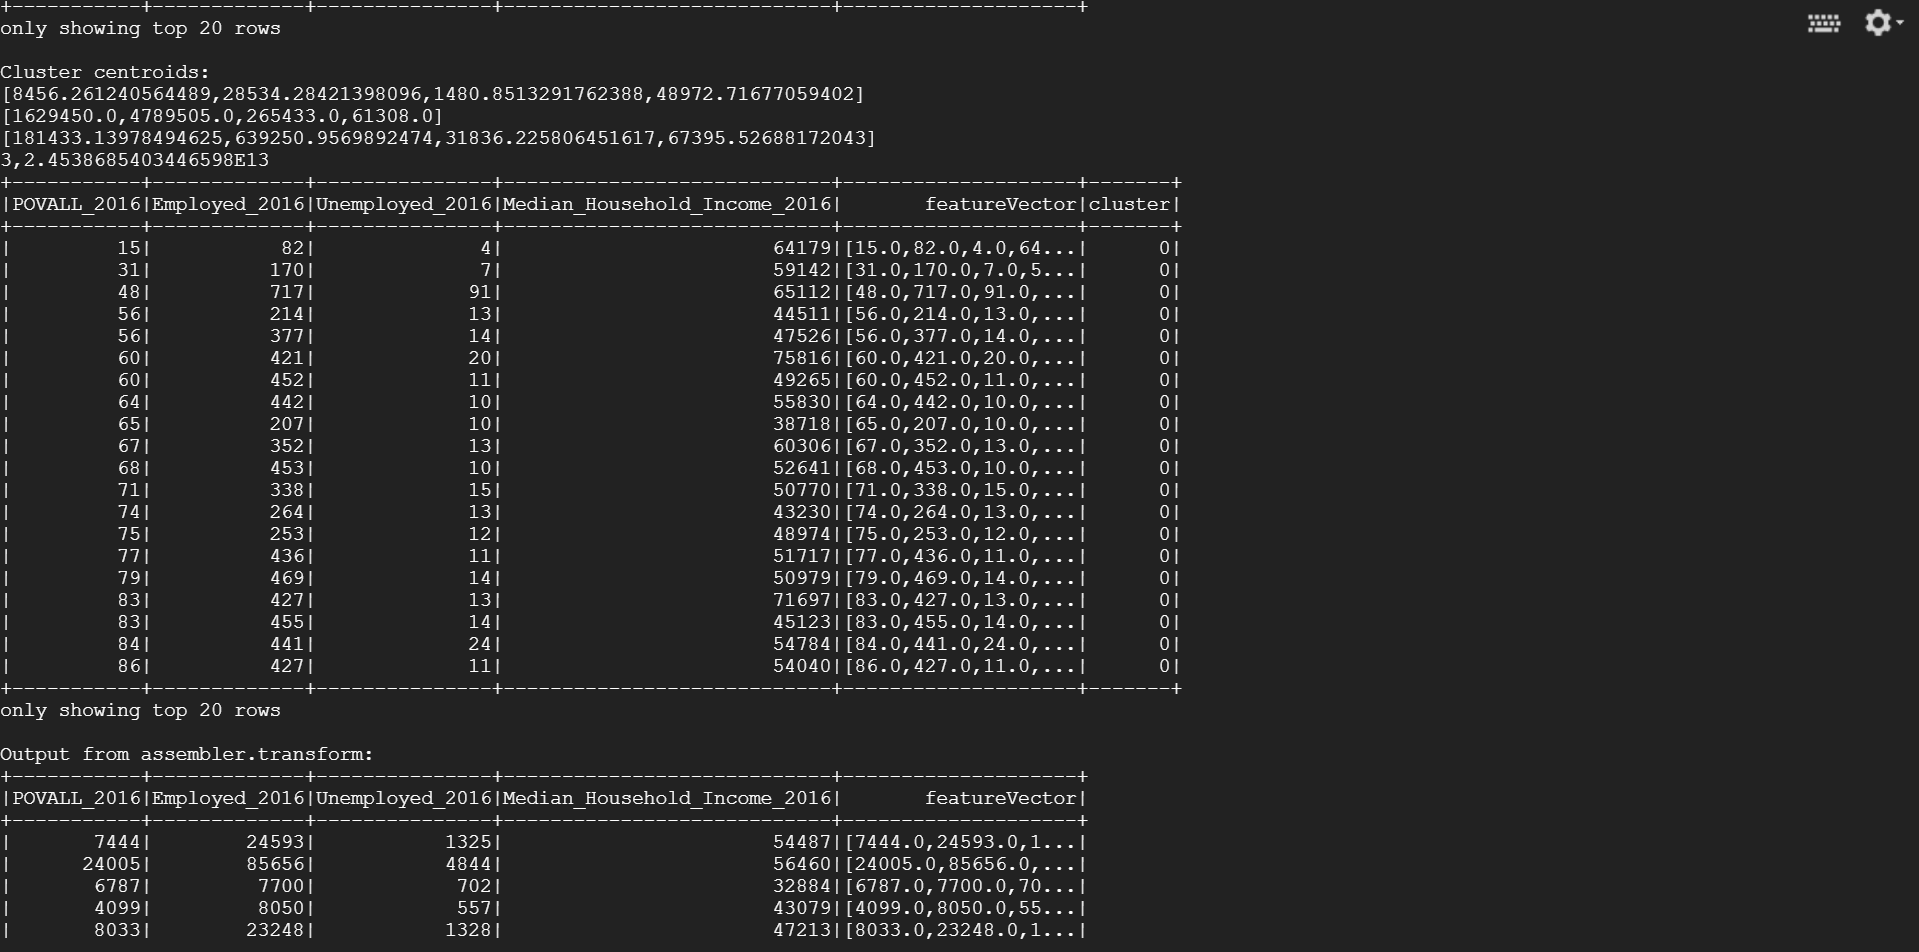 +-----------+-------------+---------------+----------------------------+--------------------+
only showing top 20 rows
Cluster centroids:
[8456.261240564489,28534.28421398096,1480.8513291762388,48972.71677059402]
[1629450.0,4789505.0,265433.0,61308.0]
[181433.13978494625,639250.9569892474,31836.225806451617,67395.52688172043]
3,2.4538685403446598E13
+-----------+-------------+---------------+----------------------------+--------------------+-------+
|POVALL_2016|Employed_2016|Unemployed_2016|Median_Household_Income_2016|       featureVector|cluster|
+-----------+-------------+---------------+----------------------------+--------------------+-------+
|         15|           82|              4|                       64179|[15.0,82.0,4.0,64...|      0|
|         31|          170|              7|                       59142|[31.0,170.0,7.0,5...|      0|
|         48|          717|             91|                       65112|[48.0,717.0,91.0,...|      0|
|         56|          214|             13|                       44511|[56.0,214.0,13.0,...|      0|
|         56|          377|             14|                       47526|[56.0,377.0,14.0,...|      0|
|         60|          421|             20|                       75816|[60.0,421.0,20.0,...|      0|
|         60|          452|             11|                       49265|[60.0,452.0,11.0,...|      0|
|         64|          442|             10|                       55830|[64.0,442.0,10.0,...|      0|
|         65|          207|             10|                       38718|[65.0,207.0,10.0,...|      0|
|         67|          352|             13|                       60306|[67.0,352.0,13.0,...|      0|
|         68|          453|             10|                       52641|[68.0,453.0,10.0,...|      0|
|         71|          338|             15|                       50770|[71.0,338.0,15.0,...|      0|
|         74|          264|             13|                       43230|[74.0,264.0,13.0,...|      0|
|         75|          253|             12|                       48974|[75.0,253.0,12.0,...|      0|
|         77|          436|             11|                       51717|[77.0,436.0,11.0,...|      0|
|         79|          469|             14|                       50979|[79.0,469.0,14.0,...|      0|
|         83|          427|             13|                       71697|[83.0,427.0,13.0,...|      0|
|         83|          455|             14|                       45123|[83.0,455.0,14.0,...|      0|
|         84|          441|             24|                       54784|[84.0,441.0,24.0,...|      0|
|         86|          427|             11|                       54040|[86.0,427.0,11.0,...|      0|
+-----------+-------------+---------------+----------------------------+--------------------+-------+
only showing top 20 rows
Output from assembler.transform:
+-----------+-------------+---------------+----------------------------+--------------------+
|POVALL_2016|Employed_2016|Unemployed_2016|Median_Household_Income_2016|       featureVector|
+-----------+-------------+---------------+----------------------------+--------------------+
|       7444|        24593|           1325|                       54487|[7444.0,24593.0,1...|
|      24005|        85656|           4844|                       56460|[24005.0,85656.0,...|
|       6787|         7700|            702|                       32884|[6787.0,7700.0,70...|
|       4099|         8050|            557|                       43079|[4099.0,8050.0,55...|
|       8033|        23248|           1328|                       47213|[8033.0,23248.0,1...|